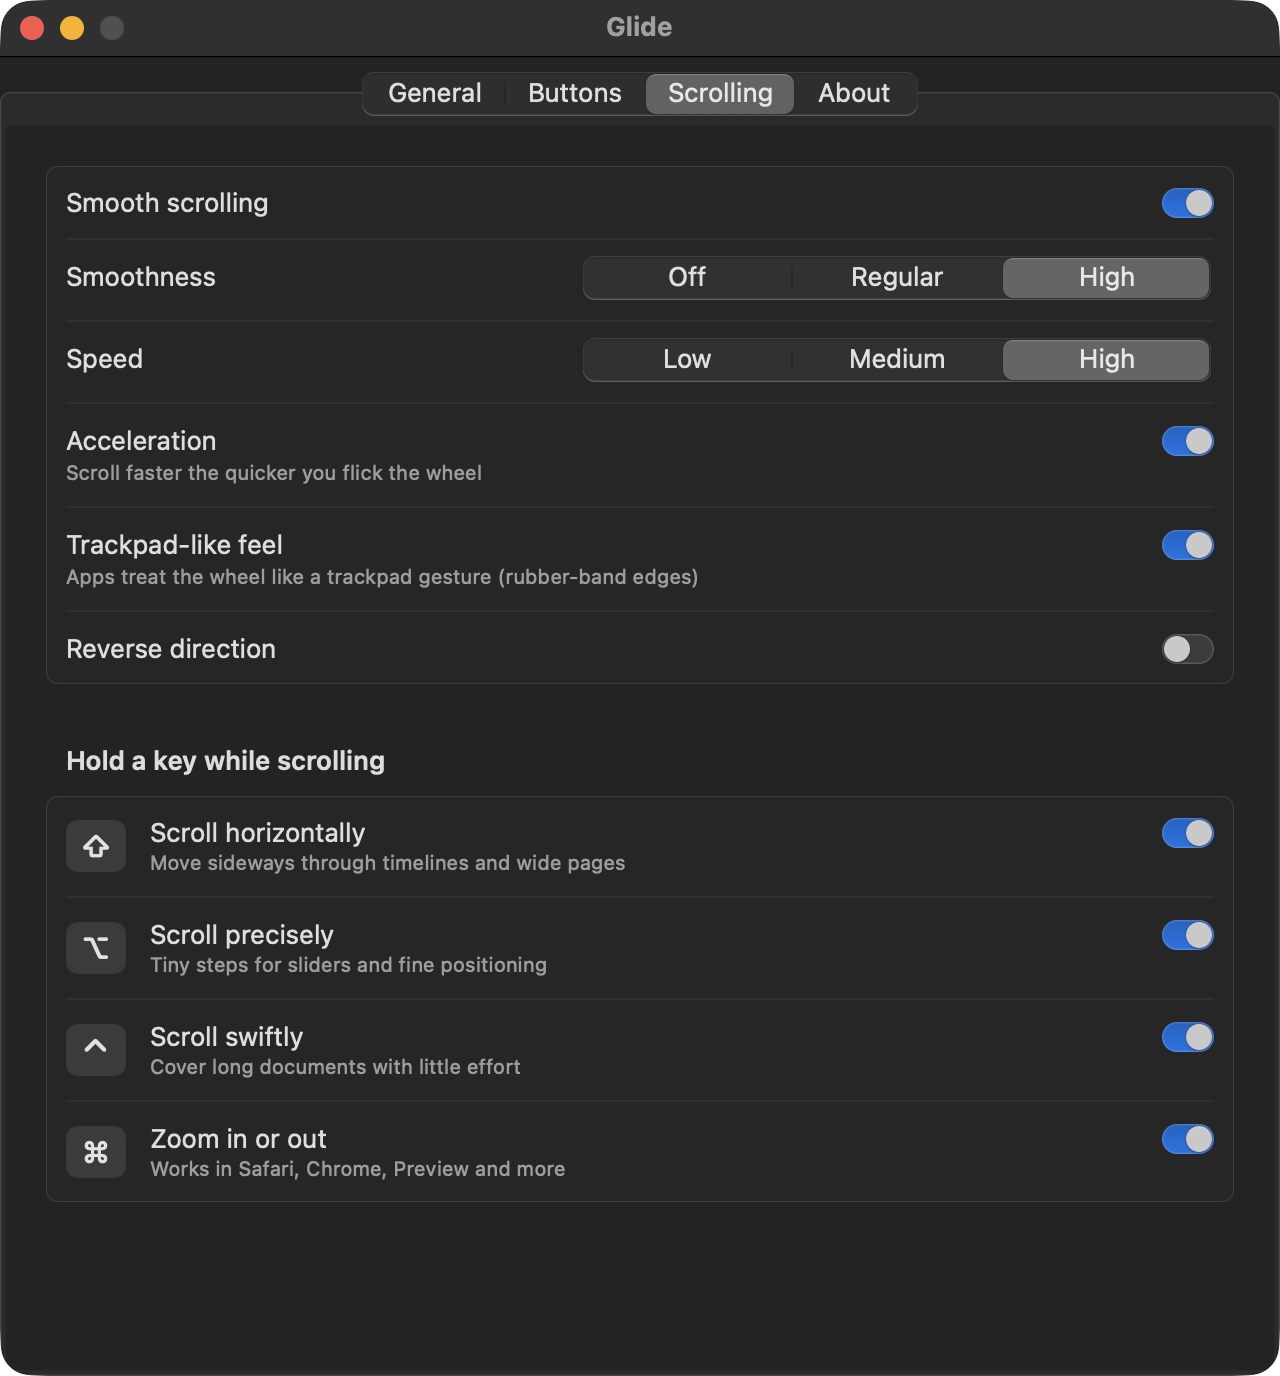 Glide
General Buttons Scrolling About
Smooth scrolling
Smoothness Off Regular High
Speed Low Medium High
Acceleration
Scroll faster the quicker you flick the wheel
Trackpad-like feel
Apps treat the wheel like a trackpad gesture (rubber-band edges)
Reverse direction
Hold a key while scrolling
Scroll horizontally
Move sideways through timelines and wide pages
Scroll precisely
Tiny steps for sliders and fine positioning
Scroll swiftly
Cover long documents with little effort
Zoom in or out
Works in Safari, Chrome, Preview and more